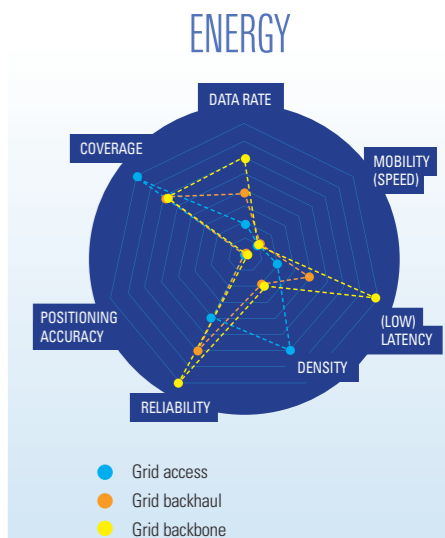 ENERGY
DATA RATE
COVERAGE
MOBILITY
(SPEED)
POSITIONING
ACCURACY
(LOW)
LATENCY
DENSITY
RELIABILITY
Grid access
Grid backhaul
Grid backbone